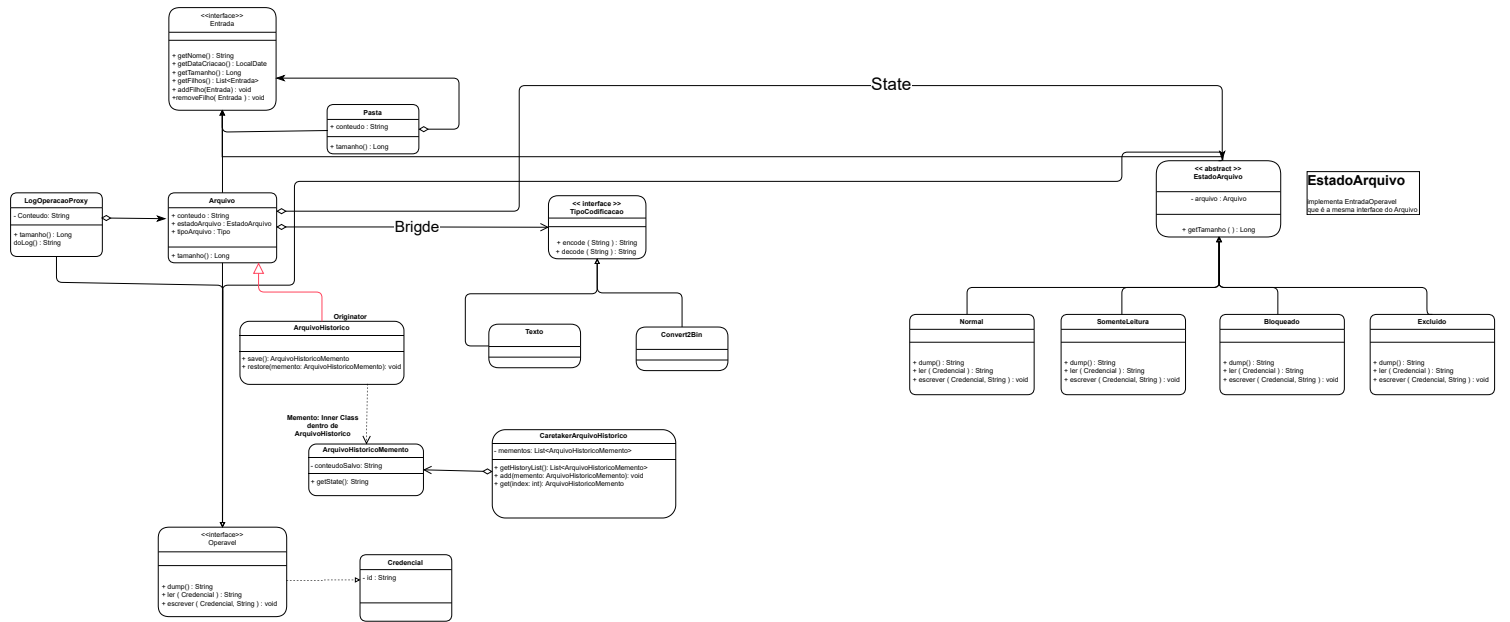 <<interface>>
Entrada
+ getNome() : String
+ getDataCriacao() : LocalDate
+ getTamanho() : Long
+ getFilhos() : List<Entrada>
+ addFilho(Entrada) : void
+removeFilho( Entrada ) : void
State
Pasta
+ conteudo : String
+ tamanho() : Long
LogOperacaoProxy
- Conteudo: String
+ tamanho() : Long
doLog() : String
Arquivo
+ conteudo : String
+ estadoArquivo : EstadoArquivo
+ tipoArquivo : Tipo
+ tamanho() : Long
Brigde
<< interface >>
TipoCodificacao
+ encode ( String ) : String
+ decode ( String ) : String
<< abstract >>
EstadoArquivo
- arquivo : Arquivo
+ getTamanho ( ) : Long
EstadoArquivo
Implementa EntradaOperavel
que é a mesma interface do Arquivo
Originator
ArquivoHistorico
+ save(): ArquivoHistoricoMemento
+ restore(memento: ArquivoHistoricoMemento): void
Texto
Convert2Bin
Normal
+ dump() : String
+ ler ( Credencial ) : String
+ escrever ( Credencial, String ) : void
SomenteLeitura
+ dump() : String
+ ler ( Credencial ) : String
+ escrever ( Credencial, String ) : void
Bloqueado
+ dump() : String
+ ler ( Credencial ) : String
+ escrever ( Credencial, String ) : void
Excluido
+ dump() : String
+ ler ( Credencial ) : String
+ escrever ( Credencial, String ) : void
Memento: Inner Class
dentro de
ArquivoHistorico
ArquivoHistoricoMemento
- conteudoSalvo: String
+ getState(): String
CaretakerArquivoHistorico
- mementos: List<ArquivoHistoricoMemento>
+ getHistoryList(): List<ArquivoHistoricoMemento>
+ add(memento: ArquivoHistoricoMemento): void
+ get(index: int): ArquivoHistoricoMemento
<<interface>>
Operavel
+ dump() : String
+ ler ( Credencial ) : String
+ escrever ( Credencial, String ) : void
Credencial
- id : String